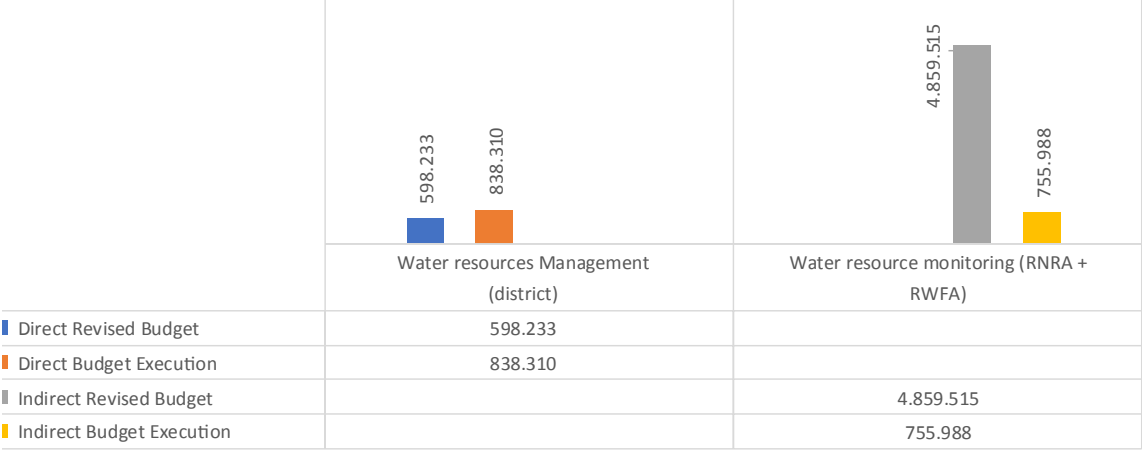 598.233
838.310
4.859.515
755.988
Water resources Management
(district)
Water resource monitoring (RNRA +
RWFA)
Direct Revised Budget 598.233
Direct Budget Execution 838.310
Indirect Revised Budget 4.859.515
Indirect Budget Execution 755.988